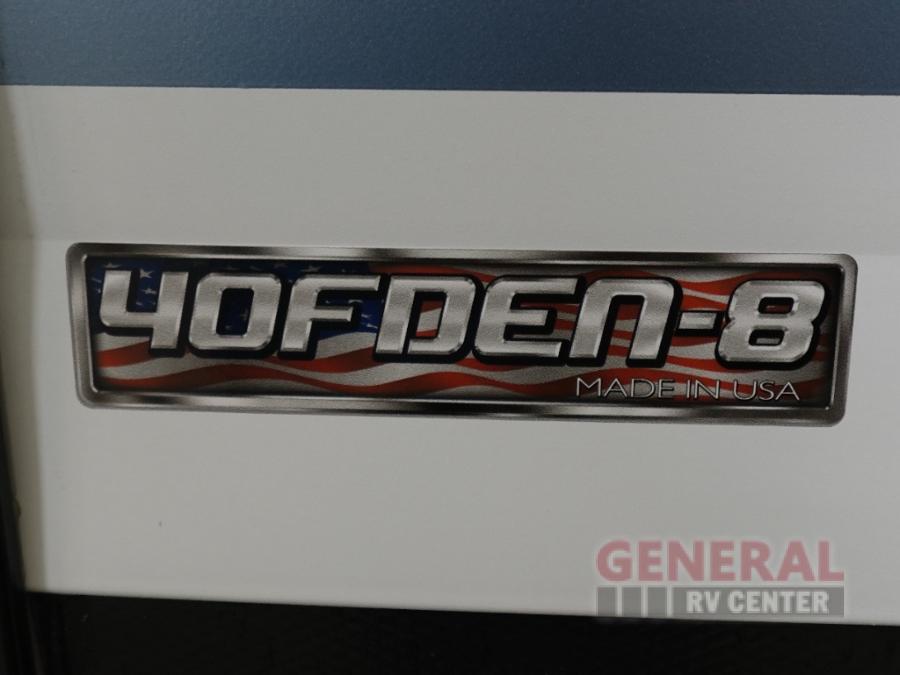 40FDEN-8
MADE IN USA
GENERAL
RV CENTER